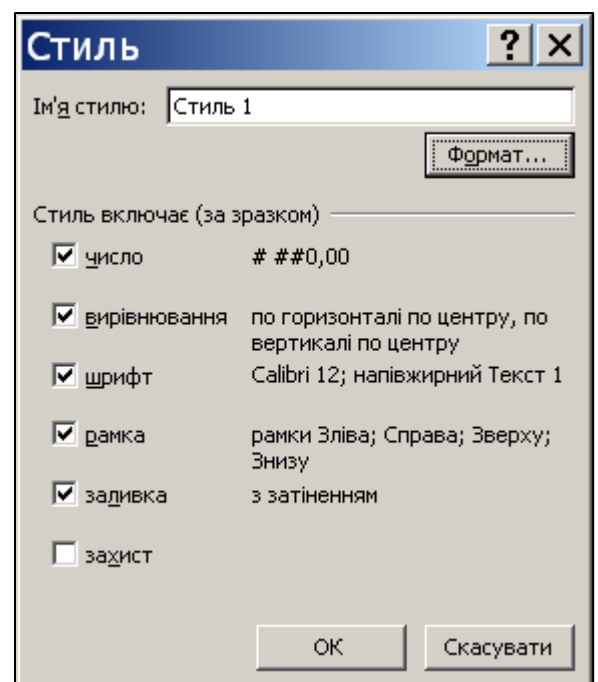 Стиль
Ім'я стилю: Стиль 1
Формат...
Стиль включає (за зразком)
число # ##0,00
вирівнювання по горизонталі по центру, по
вертикалі по центру
шрифт Calibri 12; напівжирний Текст 1
рамка рамки Зліва; Справа; Зверху;
Знизу
заливка з затіненням
захист
ОК Скасувати